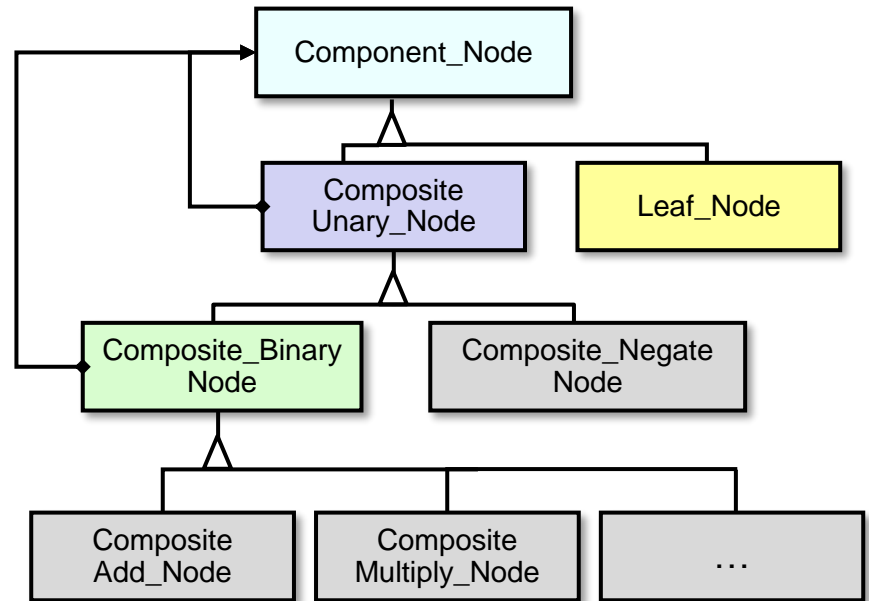 Component_Node
Composite
Unary_Node
Leaf_Node
Composite_Binary
Node
Composite_Negate
Node
Composite
Add_Node
Composite
Multiply_Node
...